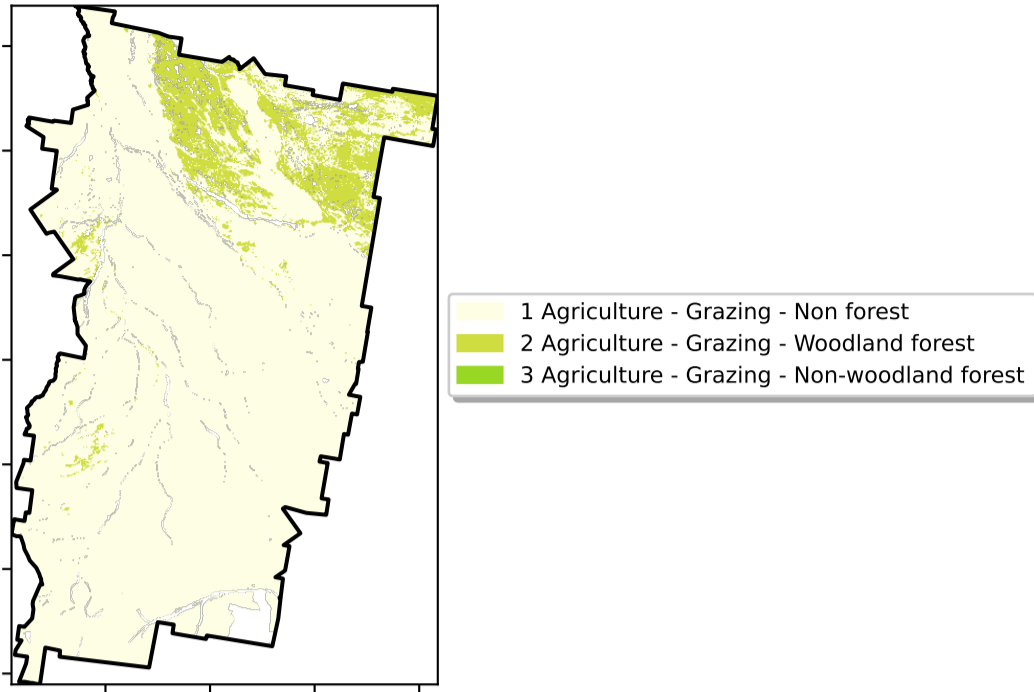 1 Agriculture - Grazing - Non forest
2 Agriculture - Grazing - Woodland forest
3 Agriculture - Grazing - Non-woodland forest